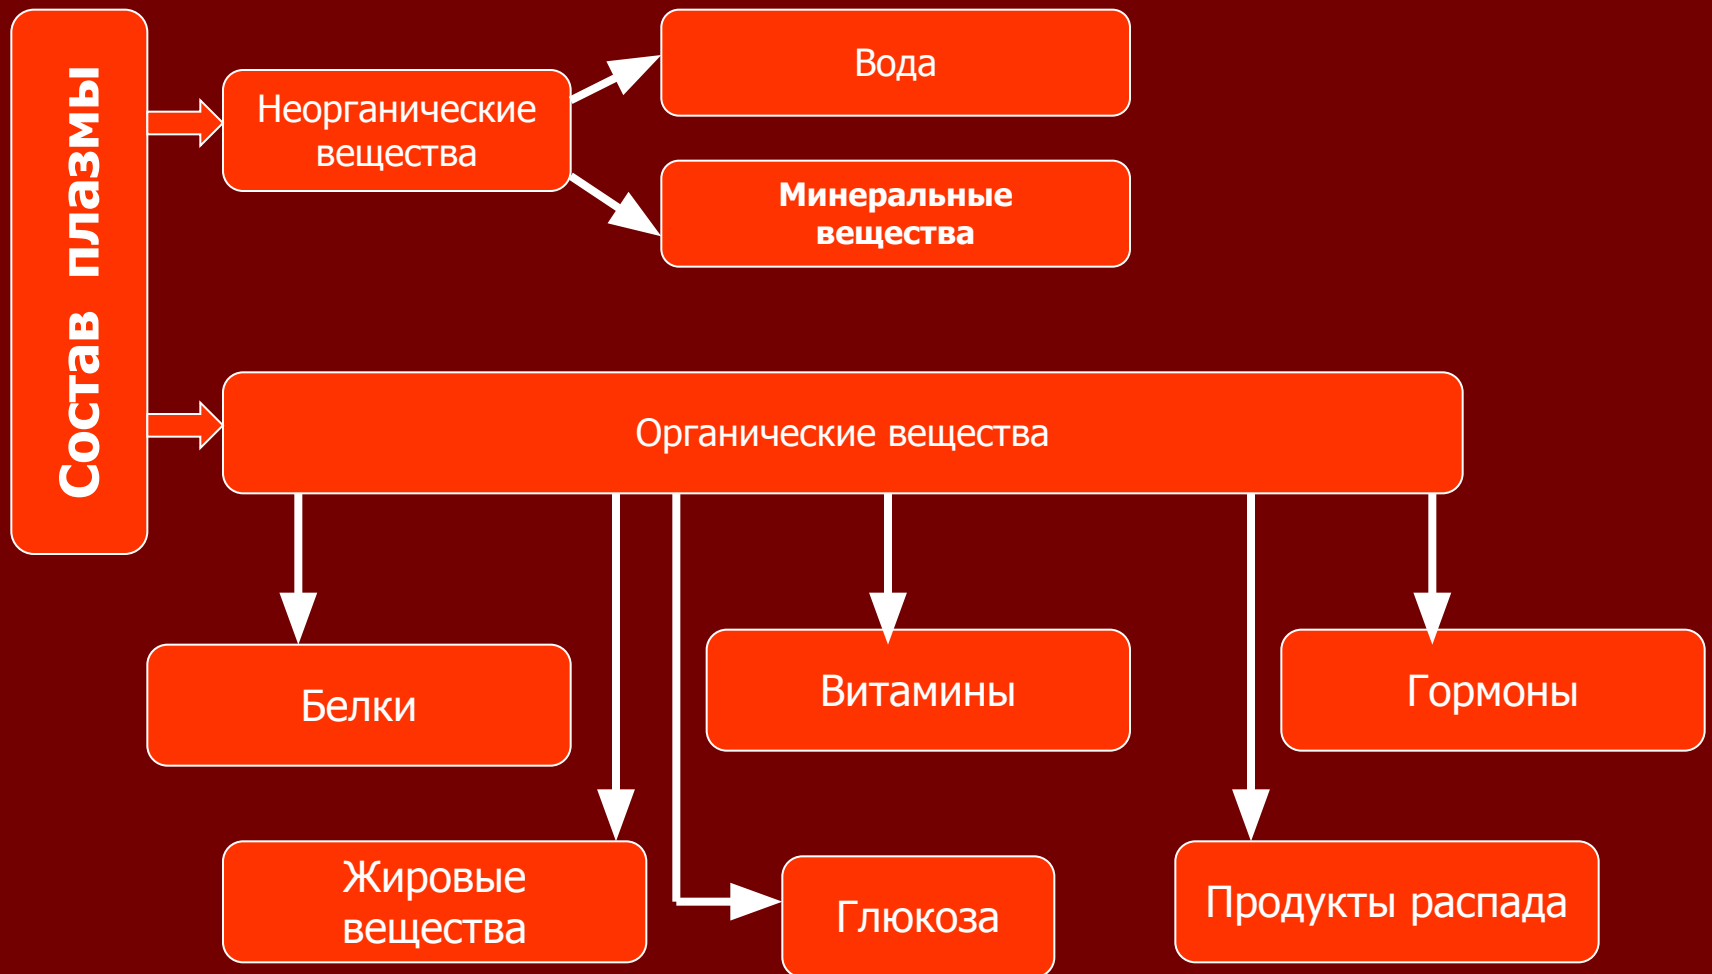 Состав плазмы
Неорганические
вещества
Вода
Минеральные
вещества
Органические вещества
Белки
Витамины
Гормоны
Жировые
вещества
Глюкоза
Продукты распада